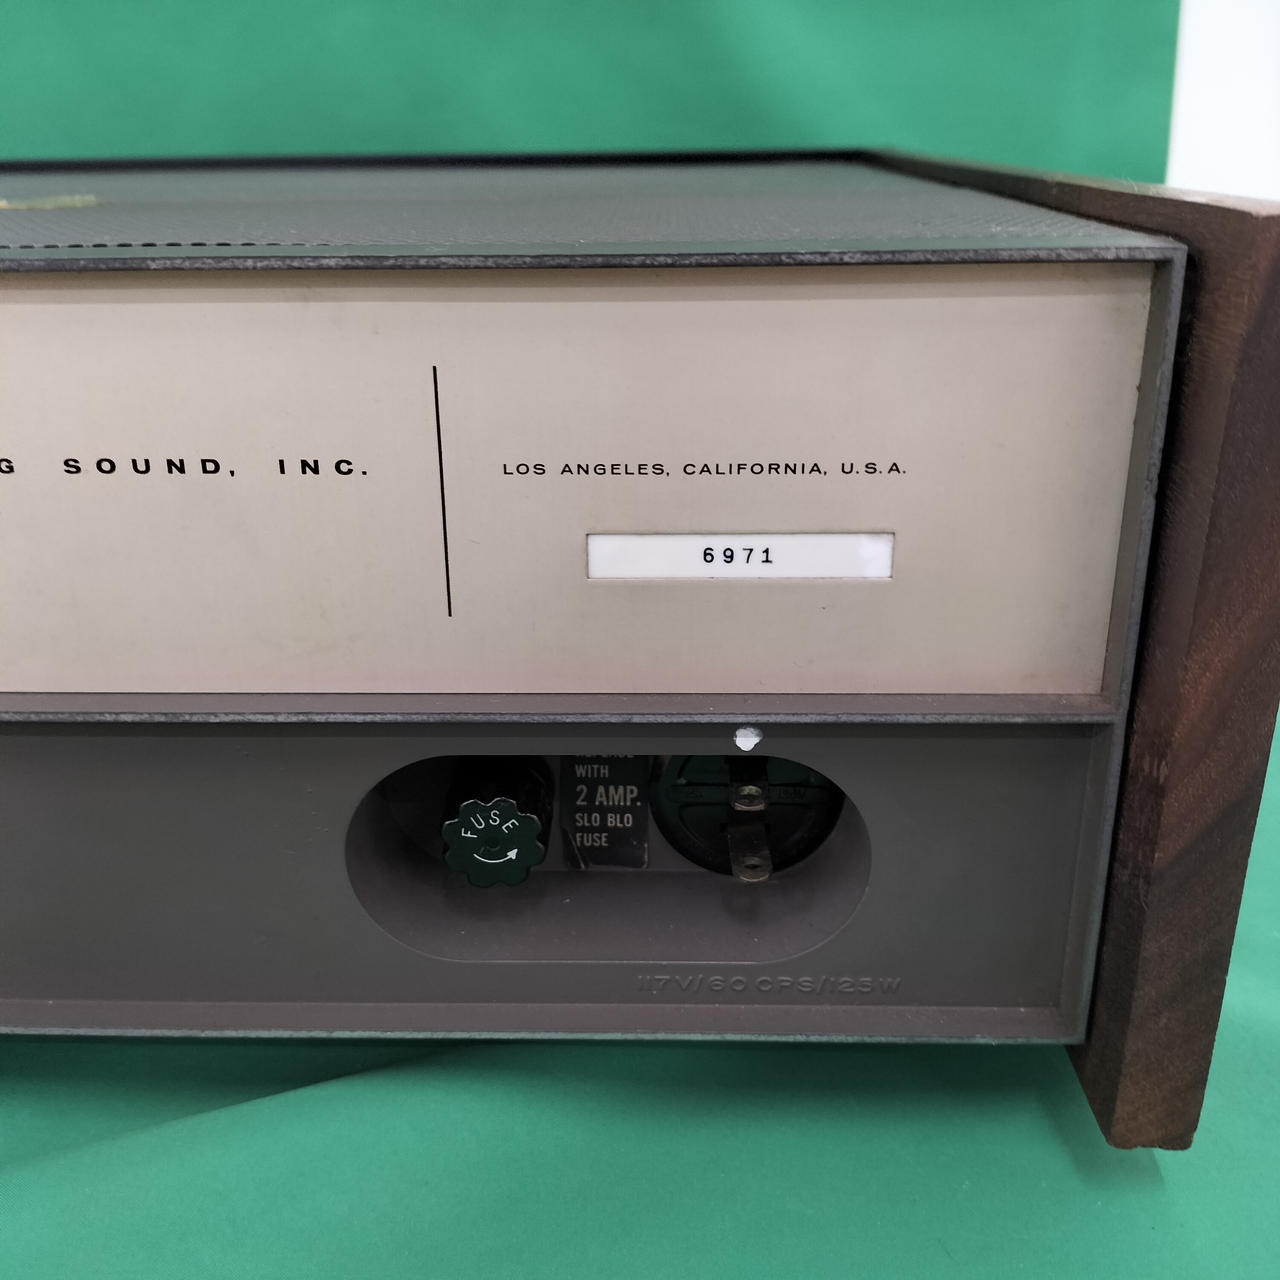 G SOUND, INC.
LOS ANGELES, CALIFORNIA, U.S.A.
6971
WITH
2 AMP.
SLO BLO
FUSE
FUSE
117V/60 CPS/125W